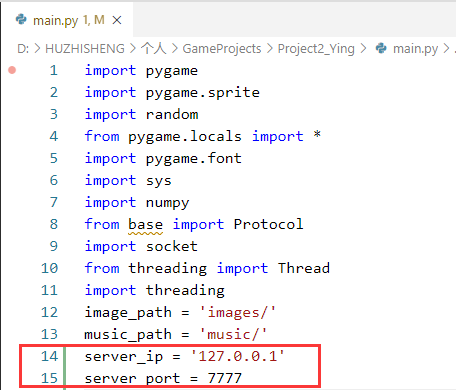 main.py 1, M
D: > HUZHISHENG > 个人 > GameProjects > Project2_Ying > main.py > .
1 import pygame
2 import pygame.sprite
3 import random
4 from pygame.locals import *
5 import pygame.font
6 import sys
7 import numpy
8 from base import Protocol
9 import socket
10 from threading import Thread
11 import threading
12 image_path = 'images/'
13 music_path = 'music/'
14 server_ip = '127.0.0.1'
15 server_port = 7777